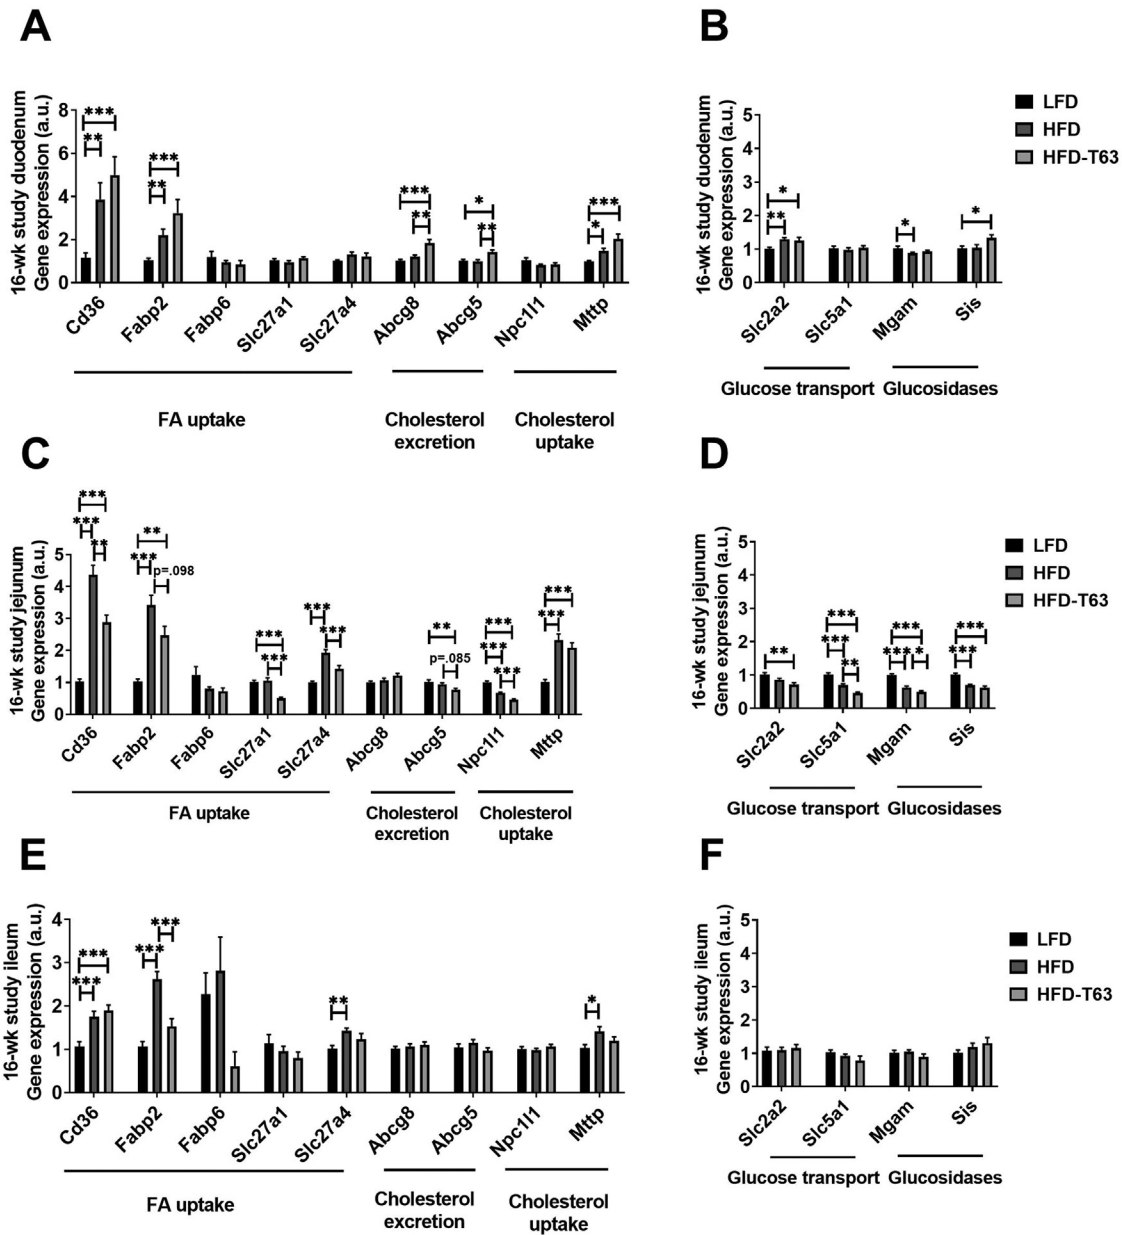 A
16-wk study duodenum
Gene expression (a.u.)
8
6
4
2
0
***
**
***
**
***
**
*
**
***
*
Cd36
Fabp2
Fabp6
Slc27a1
Slc27a4
Abcg8
Abcg5
Npc1l1
Mttp
FA uptake
Cholesterol
excretion
Cholesterol
uptake
B
16-wk study duodenum
Gene expression (a.u.)
5
4
3
2
1
0
*
**
*
*
Slc2a2
Slc5a1
Mgam
Sis
Glucose transport
Glucosidases
LFD
HFD
HFD-T63
C
16-wk study jejunum
Gene expression (a.u.)
5
4
3
2
1
0
***
***
**
**
***
p=.098
***
***
***
***
**
p=.085
***
***
***
***
***
Cd36
Fabp2
Fabp6
Slc27a1
Slc27a4
Abcg8
Abcg5
Npc1l1
Mttp
FA uptake
Cholesterol
excretion
Cholesterol
uptake
D
16-wk study jejunum
Gene expression (a.u.)
5
4
3
2
1
0
**
***
***
**
***
***
*
***
***
Slc2a2
Slc5a1
Mgam
Sis
Glucose transport
Glucosidases
LFD
HFD
HFD-T63
E
16-wk study ileum
Gene expression (a.u.)
4
3
2
1
0
***
***
***
***
**
*
Cd36
Fabp2
Fabp6
Slc27a1
Slc27a4
Abcg8
Abcg5
Npc1l1
Mttp
FA uptake
Cholesterol
excretion
Cholesterol
uptake
F
16-wk study ileum
Gene expression (a.u.)
5
4
3
2
1
0
Slc2a2
Slc5a1
Mgam
Sis
Glucose transport
Glucosidases
LFD
HFD
HFD-T63